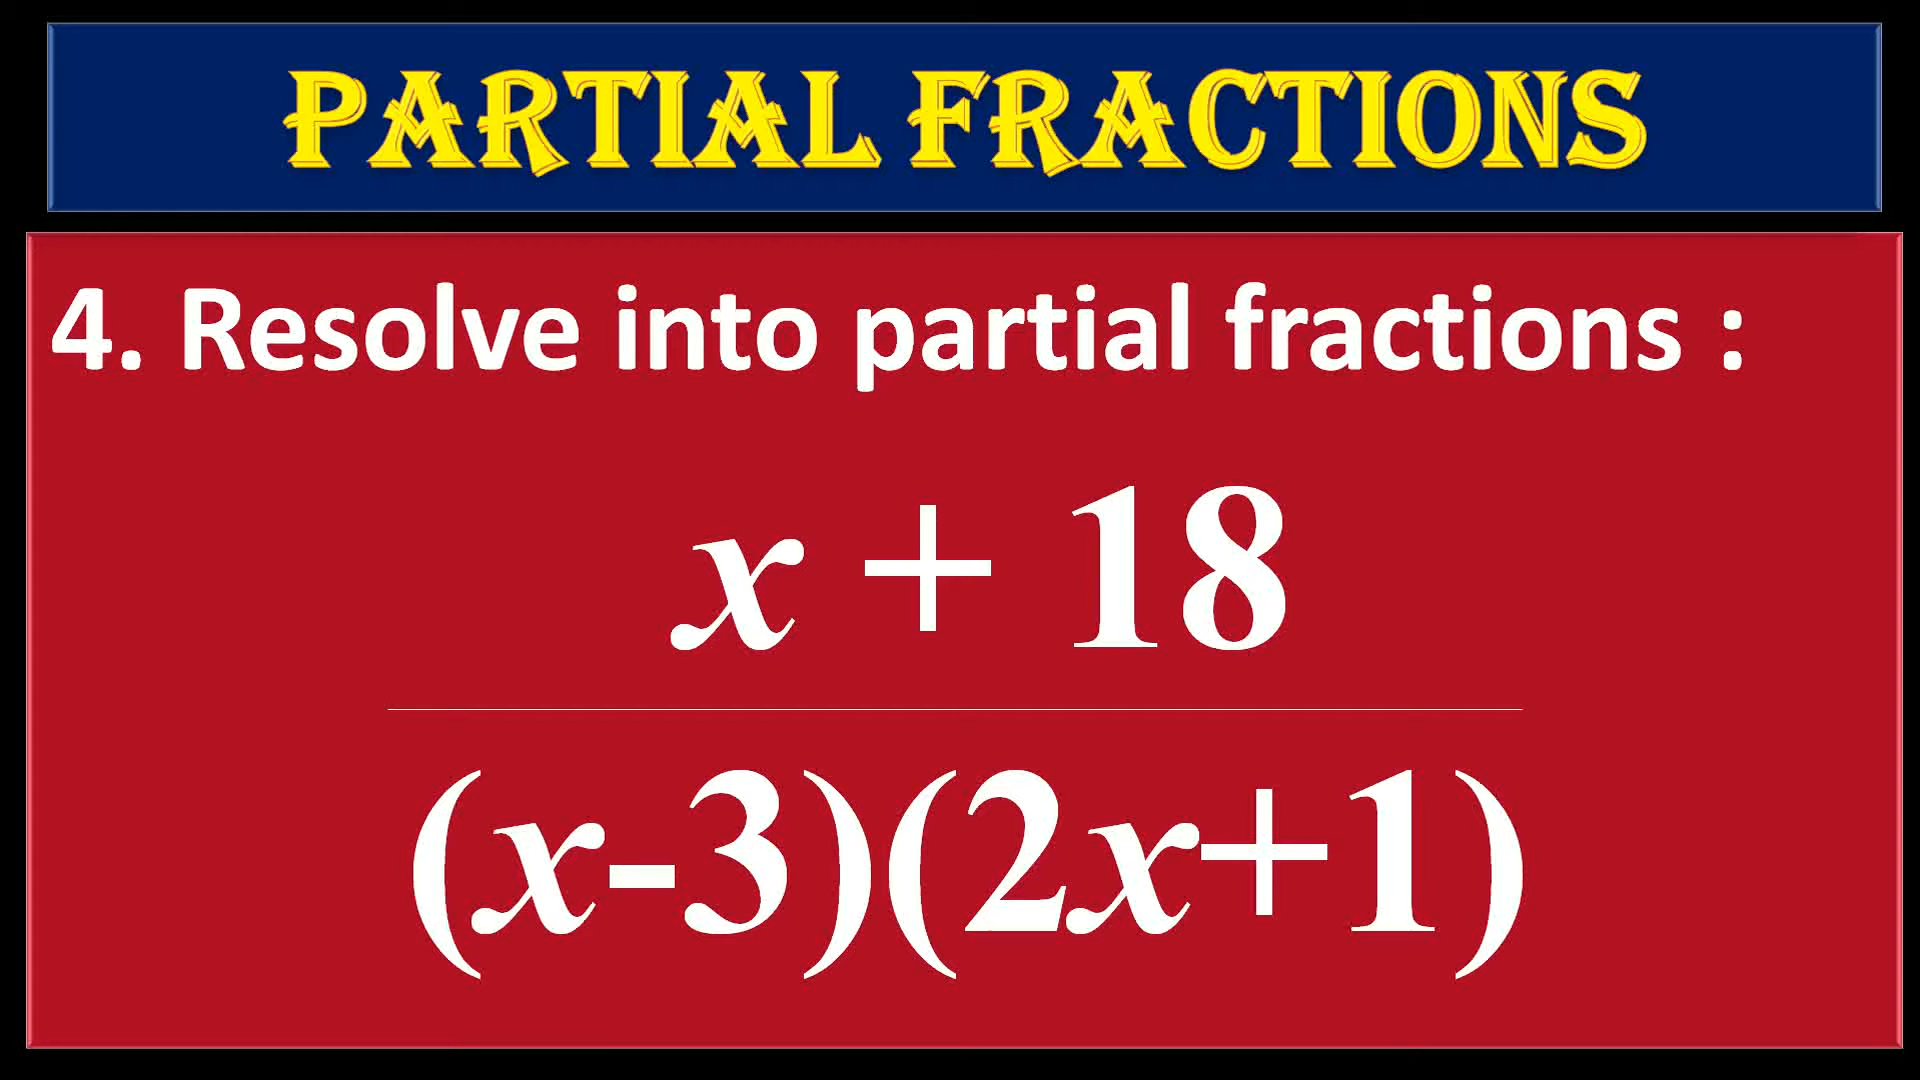 PARTIAL FRACTIONS
4. Resolve into partial fractions :
x + 18
(x-3)(2x+1)